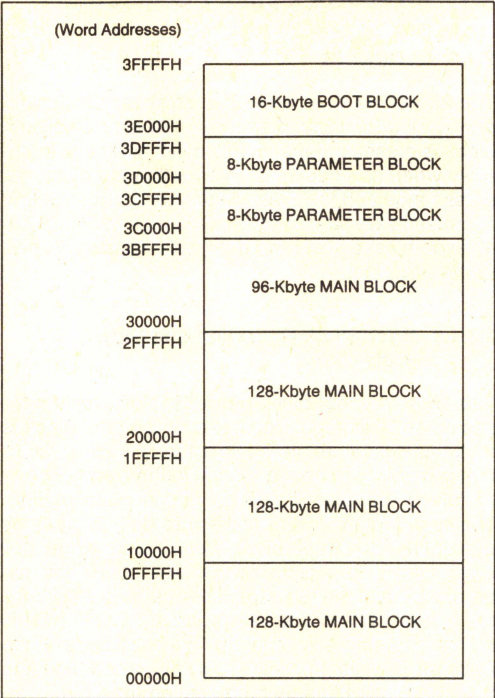 (Word Addresses)
3FFFFH
16-Kbyte BOOT BLOCK
3E000H
3DFFFH
8-Kbyte PARAMETER BLOCK
3D000H
3CFFFH
8-Kbyte PARAMETER BLOCK
3C000H
3BFFFH
96-Kbyte MAIN BLOCK
30000H
2FFFFH
128-Kbyte MAIN BLOCK
20000H
1FFFFH
128-Kbyte MAIN BLOCK
10000H
0FFFFH
128-Kbyte MAIN BLOCK
00000H